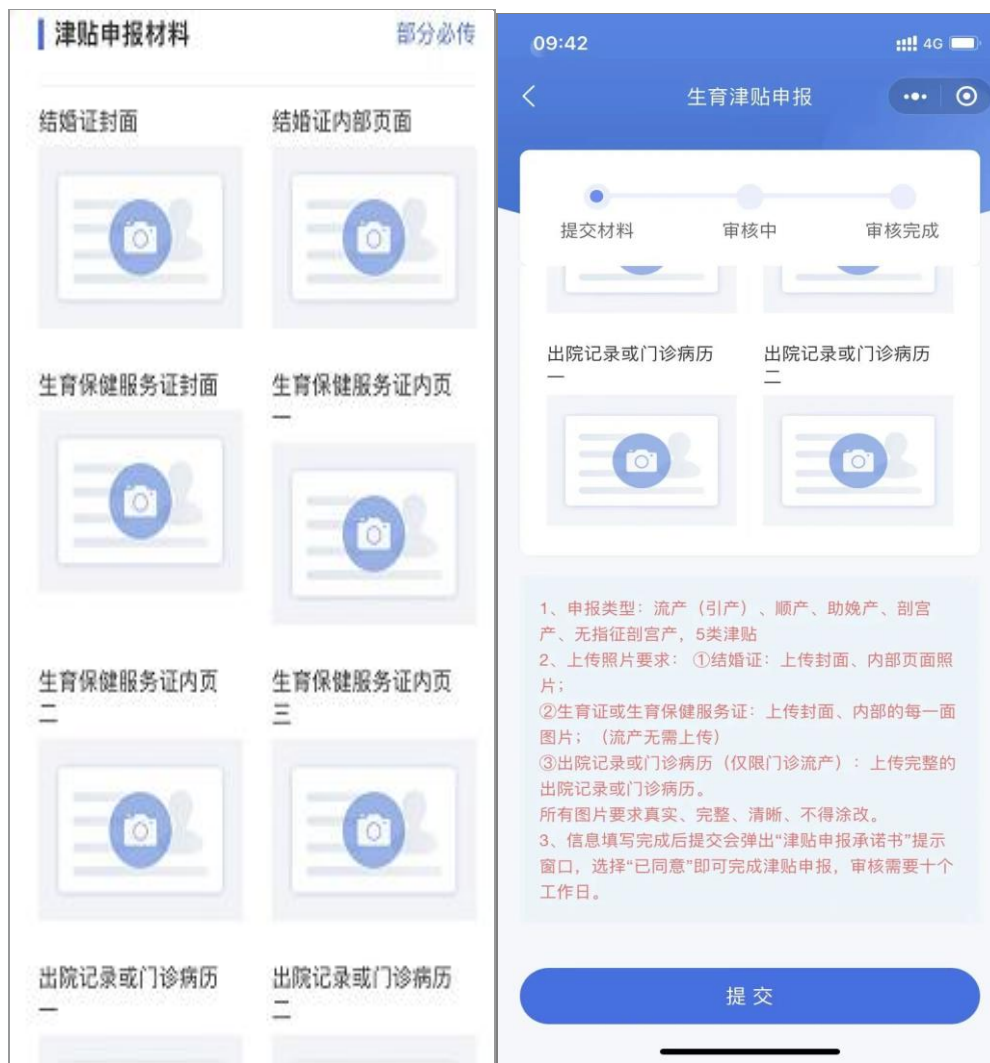 津贴申报材料
部分必传
结婚证封面
结婚证内部页面
生育保健服务证封面
生育保健服务证内页
一
生育保健服务证内页
二
生育保健服务证内页
三
出院记录或门诊病历
一
出院记录或门诊病历
二
09:42
4G
生育津贴申报
提交材料
审核中
审核完成
出院记录或门诊病历
一
出院记录或门诊病历
二
1、申报类型：流产（引产）、顺产、助娩产、剖宫
产、无指征剖宫产，5类津贴
2、上传照片要求： ①结婚证：上传封面、内部页面照
片；
②生育证或生育保健服务证：上传封面、内部的每一面
图片；（流产无需上传）
③出院记录或门诊病历（仅限门诊流产）：上传完整的
出院记录或门诊病历。
所有图片要求真实、完整、清晰、不得涂改。
3、信息填写完成后提交会弹出“津贴申报承诺书”提示
窗口，选择“已同意”即可完成津贴申报，审核需要十个
工作日。
提交